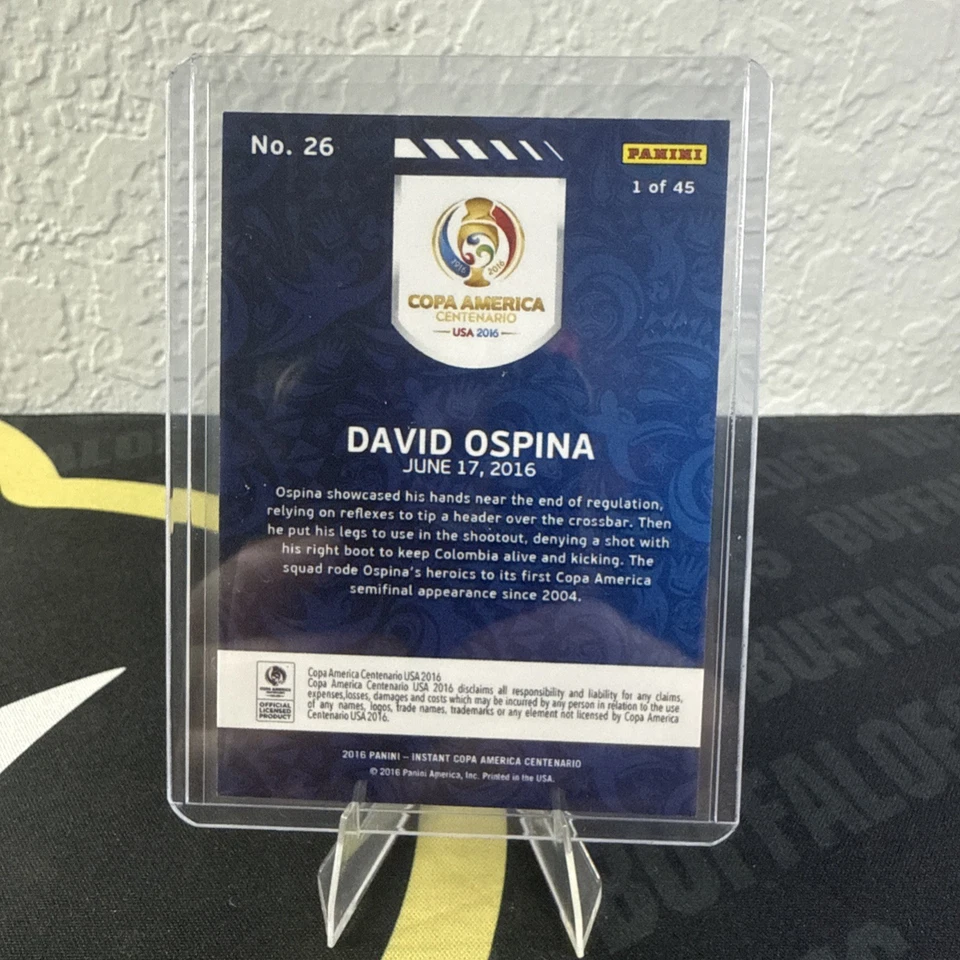 No. 26
PANINI
1 of 45
2016 2016
COPA AMERICA
CENTENARIO
USA 2016
DAVID OSPINA
JUNE 17, 2016
Ospina showcased his hands near the end of regulation,
relying on reflexes to tip a header over the crossbar. Then
he put his legs to use in the shootout, denying a shot with
his right boot to keep Colombia alive and kicking. The
squad rode Ospina's heroics to its first Copa America
semifinal appearance since 2004.
COPA AMERICA
OFFICIAL
LICENSED
PRODUCT
Copa America Centenario USA 2016
Copa America Centenario USA 2016 disclaims all responsibility and liability for any claims,
expenses,losses, damages and costs which may be incurred by any person in relation to the use
of any names, logos, trade names, trademarks or any element not licensed by Copa America
Centenario USA 2016.
2016 PANINI – INSTANT COPA AMERICA CENTENARIO
© 2016 Panini America, Inc. Printed in the USA.
BUFFALOES
BUFFALOES
BUFFALOES